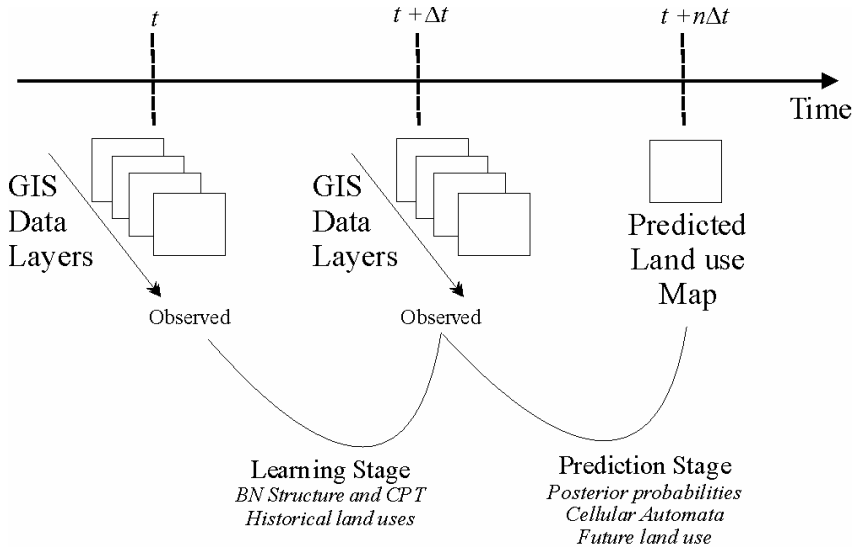 t
t + Δt
t + nΔt
Time
GIS
Data
Layers
Observed
GIS
Data
Layers
Observed
Predicted
Land use
Map
Learning Stage
BN Structure and CPT
Historical land uses
Prediction Stage
Posterior probabilities
Cellular Automata
Future land use